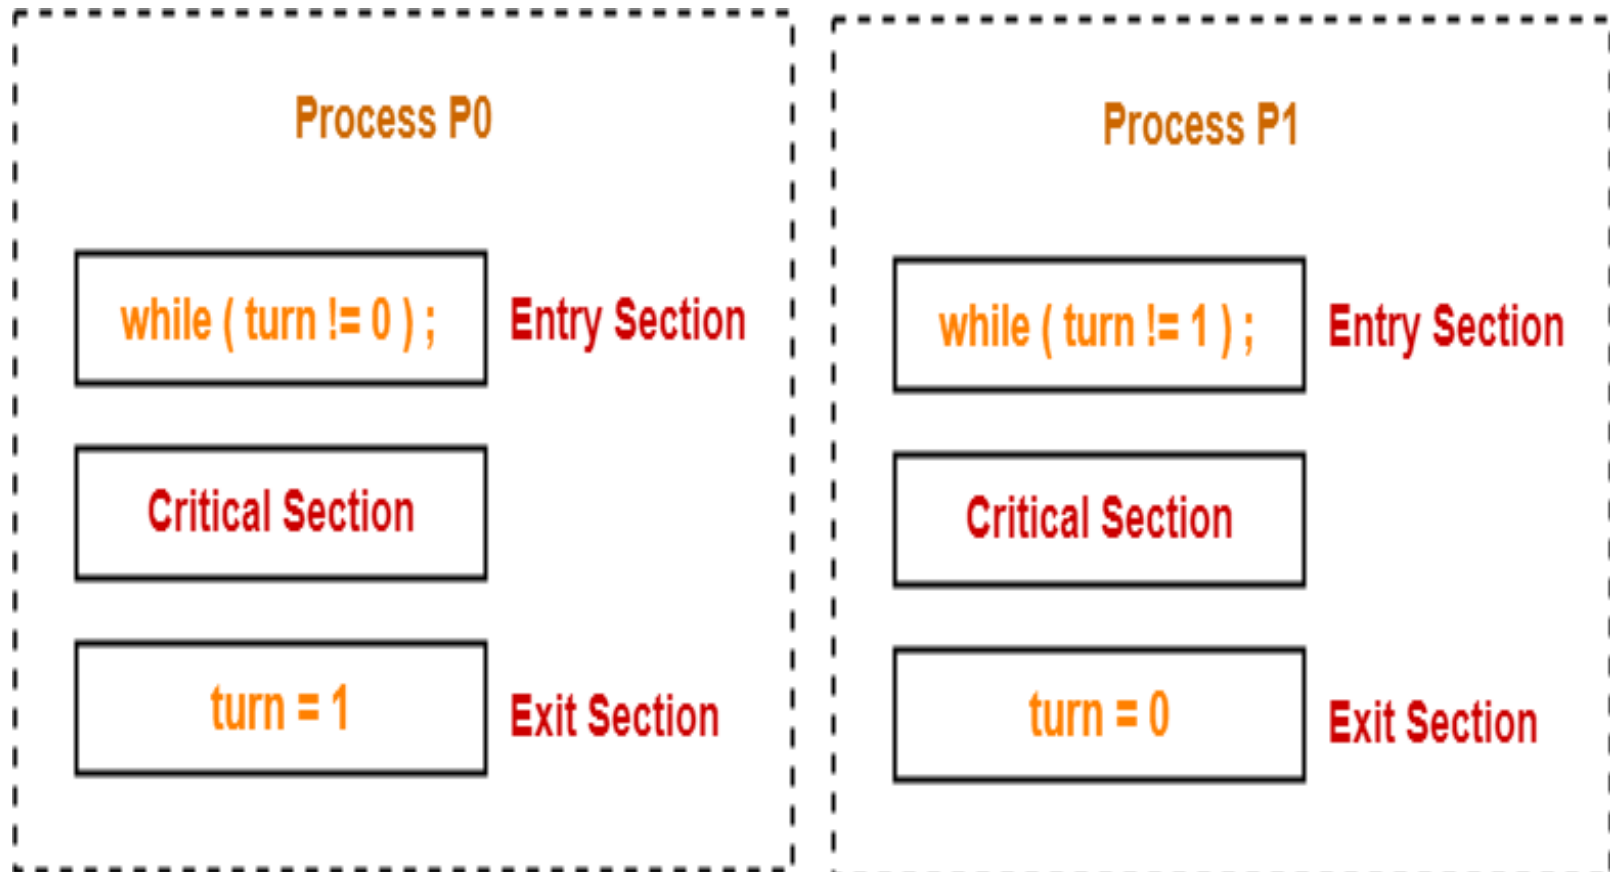 Process P0
while ( turn != 0 ) ;
Entry Section
Critical Section
turn = 1
Exit Section
Process P1
while ( turn != 1 ) ;
Entry Section
Critical Section
turn = 0
Exit Section